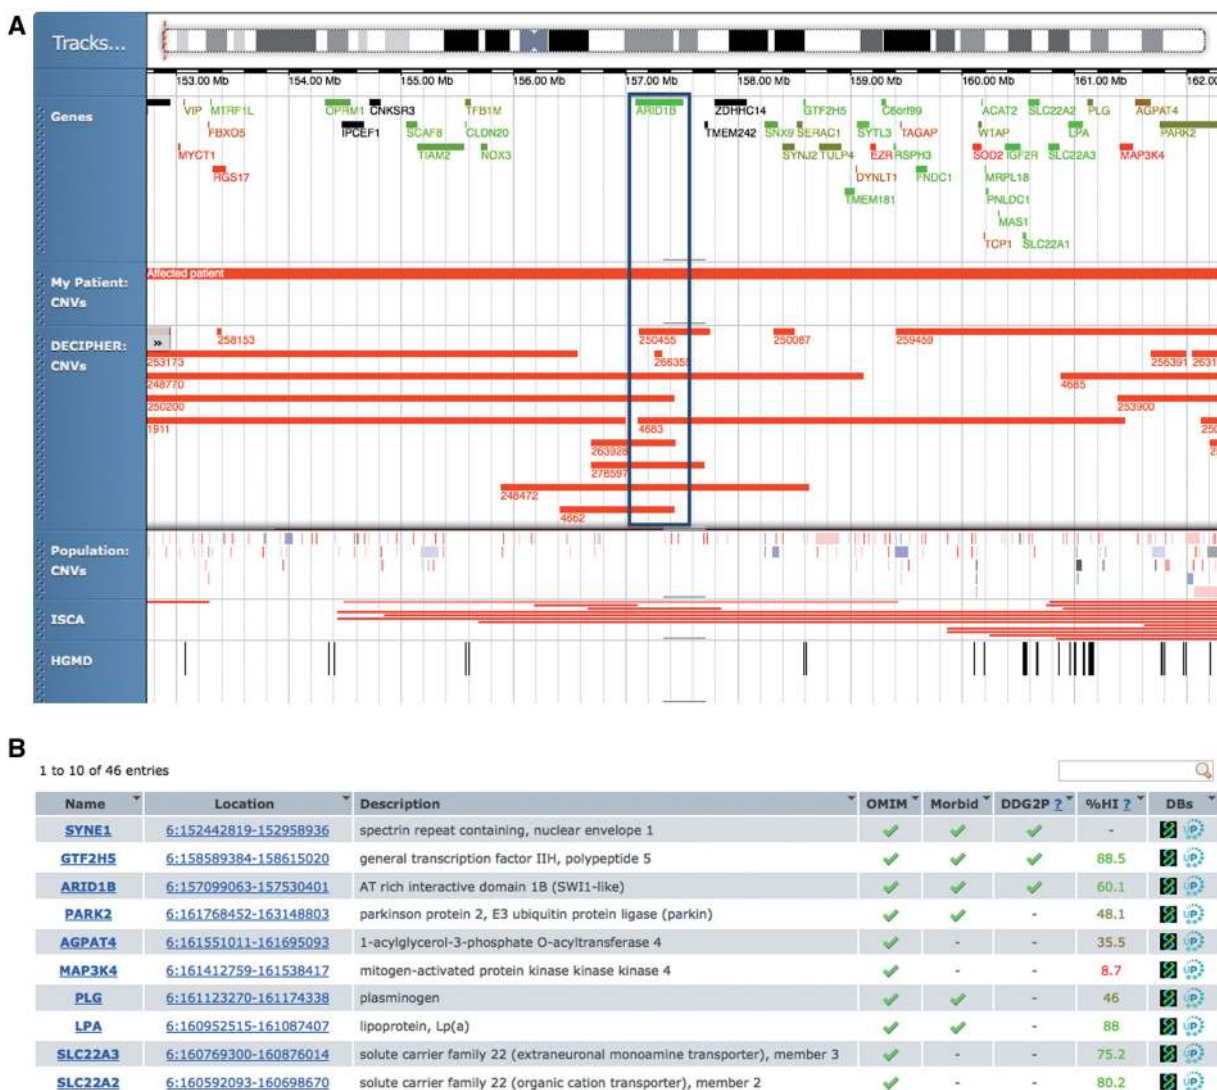 A
Tracks...
153.00 Mb 154.00 Mb 155.00 Mb 156.00 Mb 157.00 Mb 158.00 Mb 159.00 Mb 160.00 Mb 161.00 Mb 162.0
Genes
VIP MTRF1L OPRM1 CNKSR3 TFB1M ARID1B ZDHHC14 GTF2H5 C6orf99 ACAT2 SLC22A2 PLG AGPAT4
FBXO5 IPCEF1 SCAF8 CLDN20 TMEM242 SNX9 SERAC1 SYTL3 TAGAP WTAP LPA PARK2
MYCT1 TIAM2 NOX3 SYNJ2 TULP4 EZR RSPH3 SOD2 IGF2R SLC22A3 MAP3K4
RGS17 DYNLT1 FNDC1 MRPL18
TMEM181 PNLDC1
MAS1
TCP1 SLC22A1
My Patient:
CNVs
Affected patient
DECIPHER:
CNVs
»
258153 250455 250087 259459
253173 266355 256391 2631
248770 4685
250200 253900
1911 4683 250
263928
278597
248472
4662
Population:
CNVs
ISCA
HGMD
B
1 to 10 of 46 entries
Name Location Description OMIM Morbid DDG2P ? %HI ? DBs
SYNE1 6:152442819-152958936 spectrin repeat containing, nuclear envelope 1 -
GTF2H5 6:158589384-158615020 general transcription factor IIH, polypeptide 5 88.5
ARID1B 6:157099063-157530401 AT rich interactive domain 1B (SWI1-like) 60.1
PARK2 6:161768452-163148803 parkinson protein 2, E3 ubiquitin protein ligase (parkin) - 48.1
AGPAT4 6:161551011-161695093 1-acylglycerol-3-phosphate O-acyltransferase 4 - - 35.5
MAP3K4 6:161412759-161538417 mitogen-activated protein kinase kinase kinase 4 - - 8.7
PLG 6:161123270-161174338 plasminogen - 46
LPA 6:160952515-161087407 lipoprotein, Lp(a) - 88
SLC22A3 6:160769300-160876014 solute carrier family 22 (extraneuronal monoamine transporter), member 3 - - 75.2
SLC22A2 6:160592093-160698670 solute carrier family 22 (organic cation transporter), member 2 - - 80.2